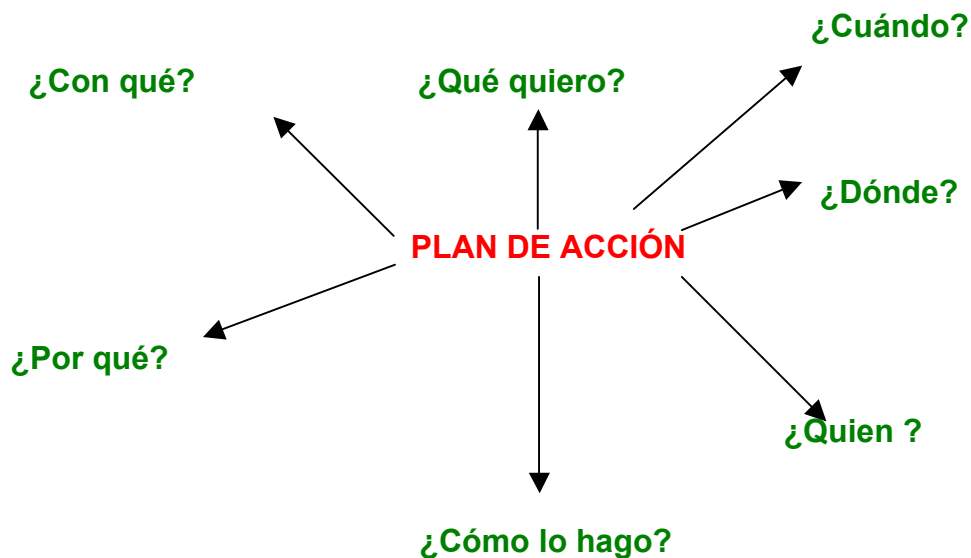 ¿Cuándo?
¿Con qué?
¿Qué quiero?
¿Dónde?
PLAN DE ACCIÓN
¿Por qué?
¿Quien ?
¿Cómo lo hago?